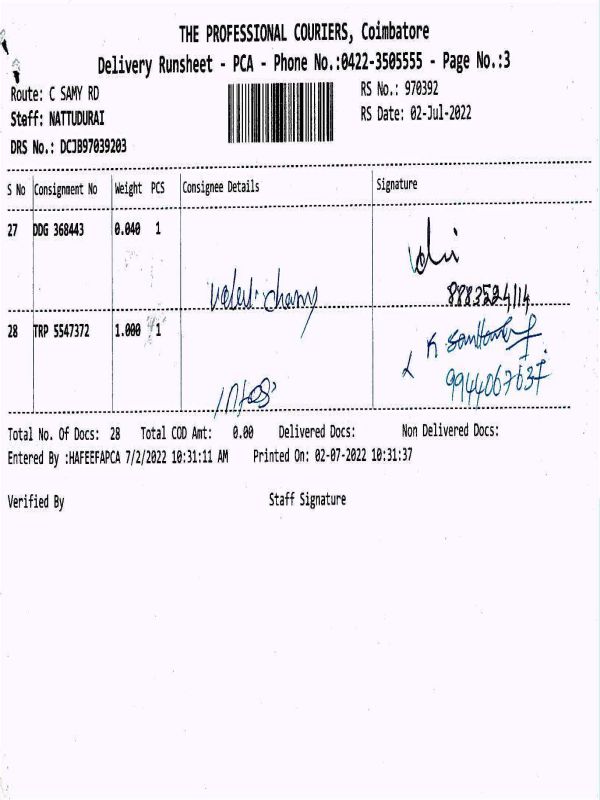 THE PROFESSIONAL COURIERS, Coimbatore
Delivery Runsheet - PCA - Phone No.:0422-3505555 - Page No.:3
Route: C SAMY RD
RS No.: 970392
Staff: NATTUDURAI
RS Date: 02-Jul-2022
DRS No.: DCJB97039203
S No Consignment No Weight PCS Consignee Details Signature
27 DDG 368443 0.040 1
8883524114
28 TRP 5547372 1.000 1
9944067637
Total No. Of Docs: 28 Total COD Amt: 0.00 Delivered Docs: Non Delivered Docs:
Entered By :HAFEEFAPCA 7/2/2022 10:31:11 AM Printed On: 02-07-2022 10:31:37
Verified By Staff Signature